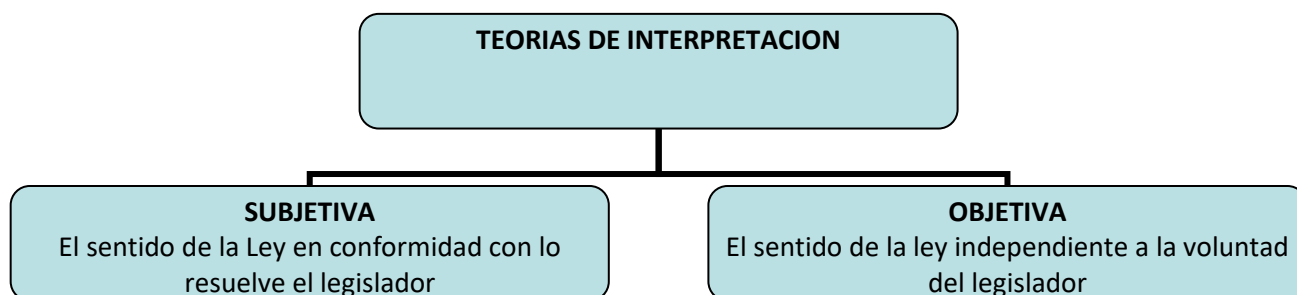 TEORIAS DE INTERPRETACION
SUBJETIVA
El sentido de la Ley en conformidad con lo
resuelve el legislador
OBJETIVA
El sentido de la ley independiente a la voluntad
del legislador